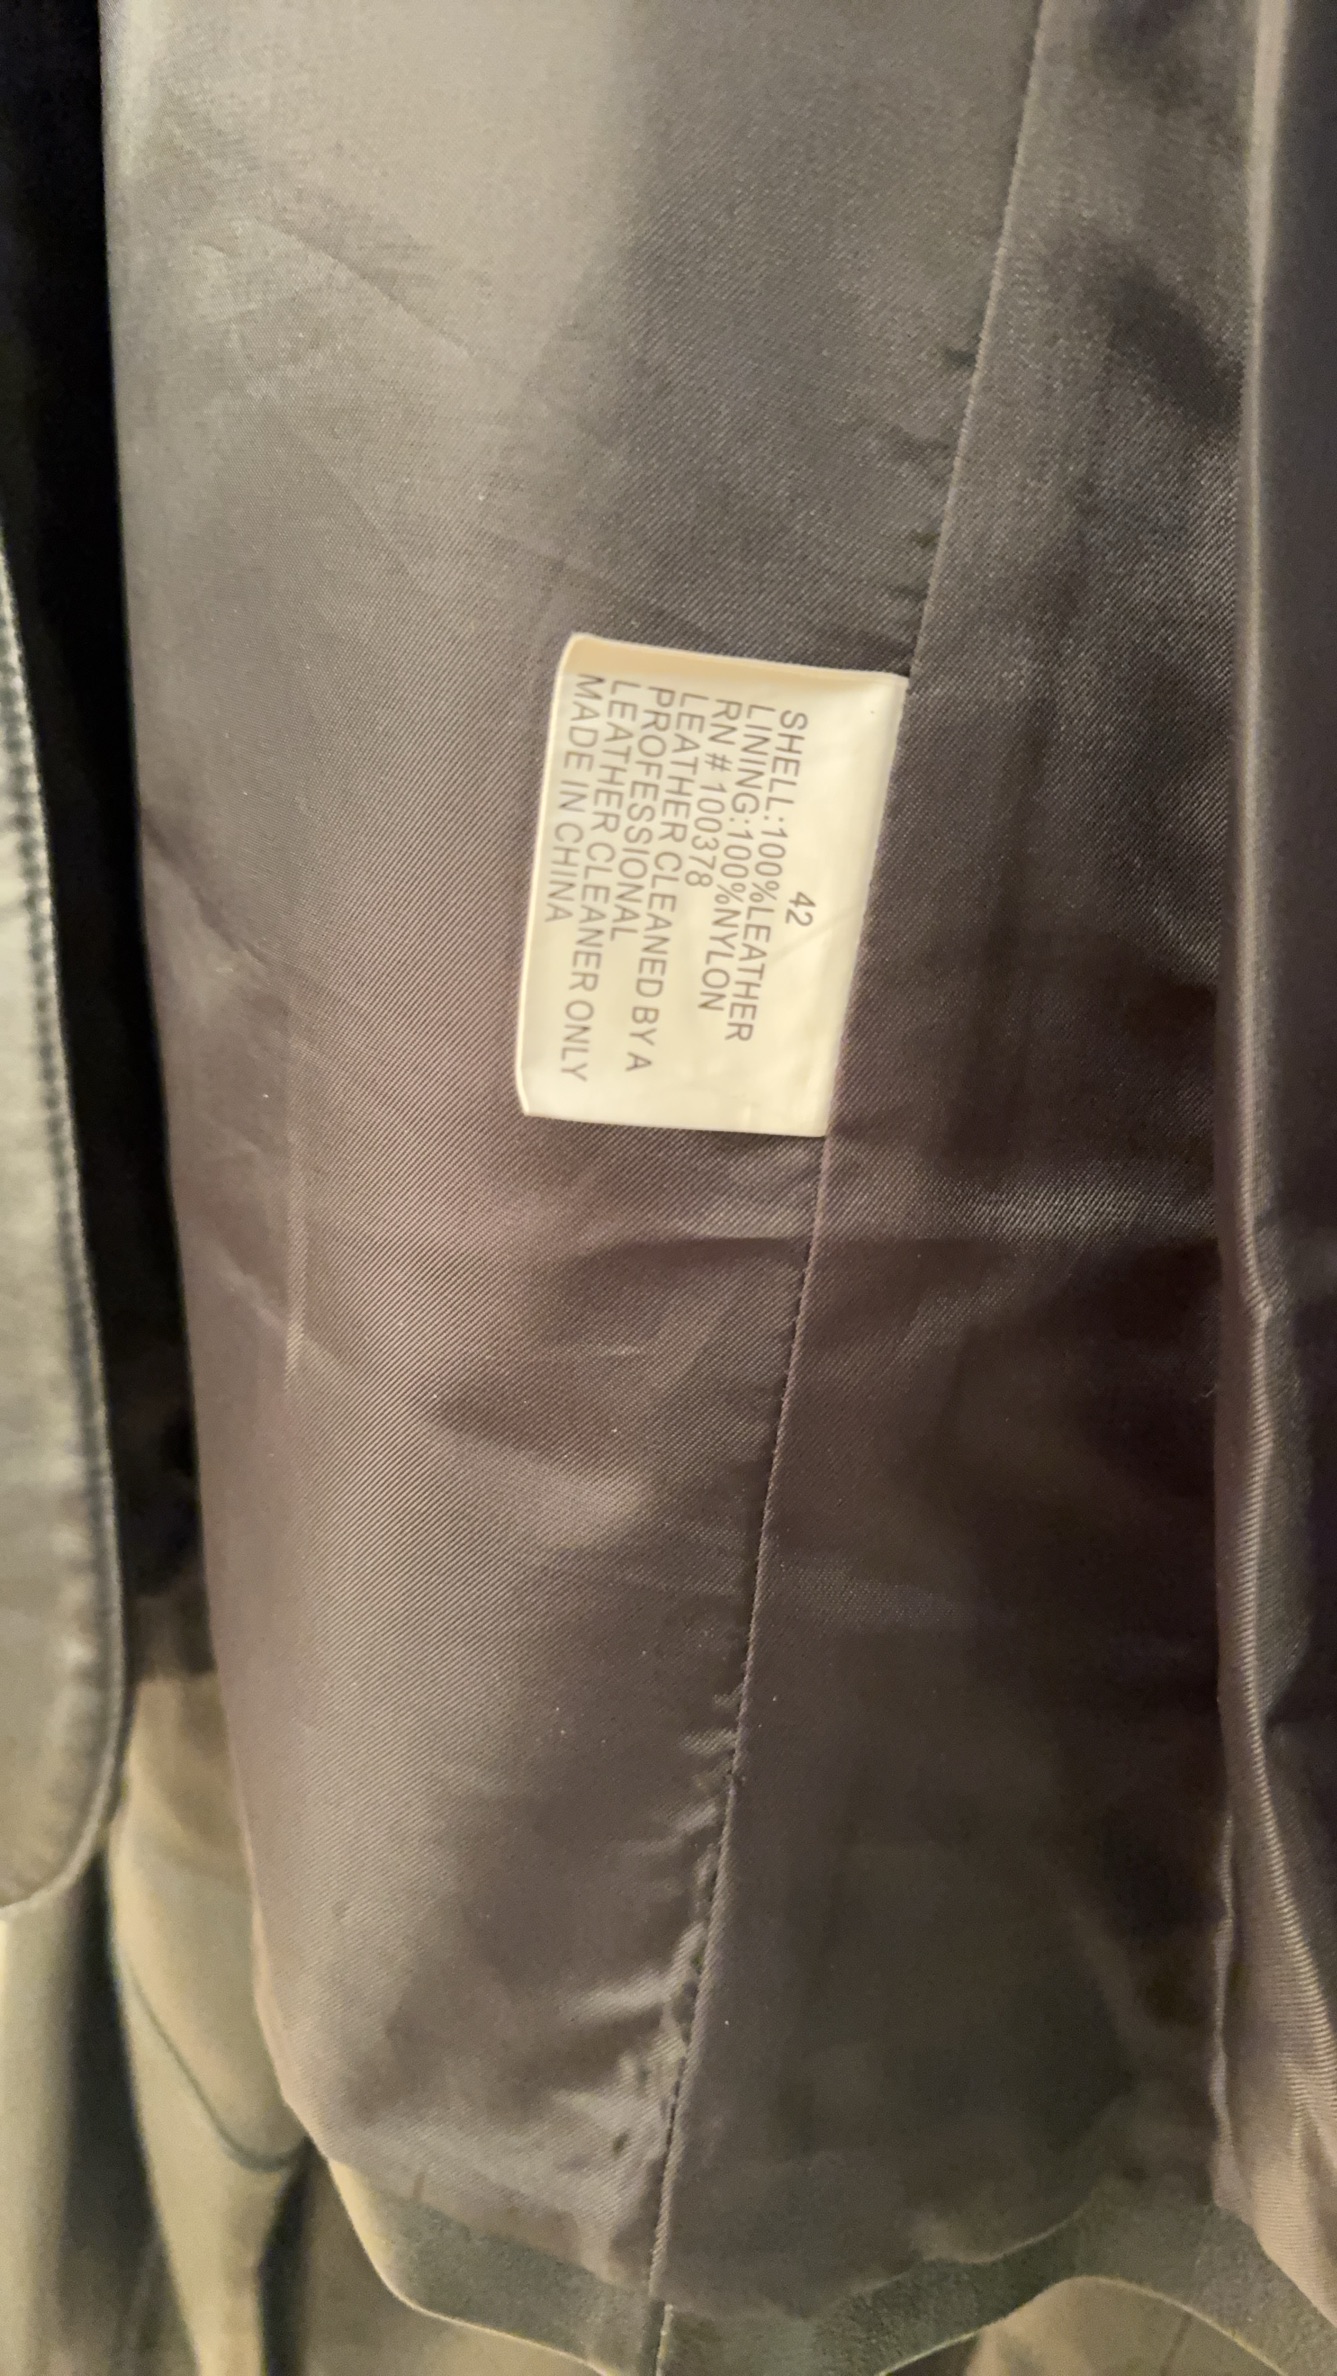 42
SHELL:100%LEATHER
LINING:100%NYLON
RN # 100378
LEATHER CLEANED BY A
PROFESSIONAL
LEATHER CLEANER ONLY
MADE IN CHINA